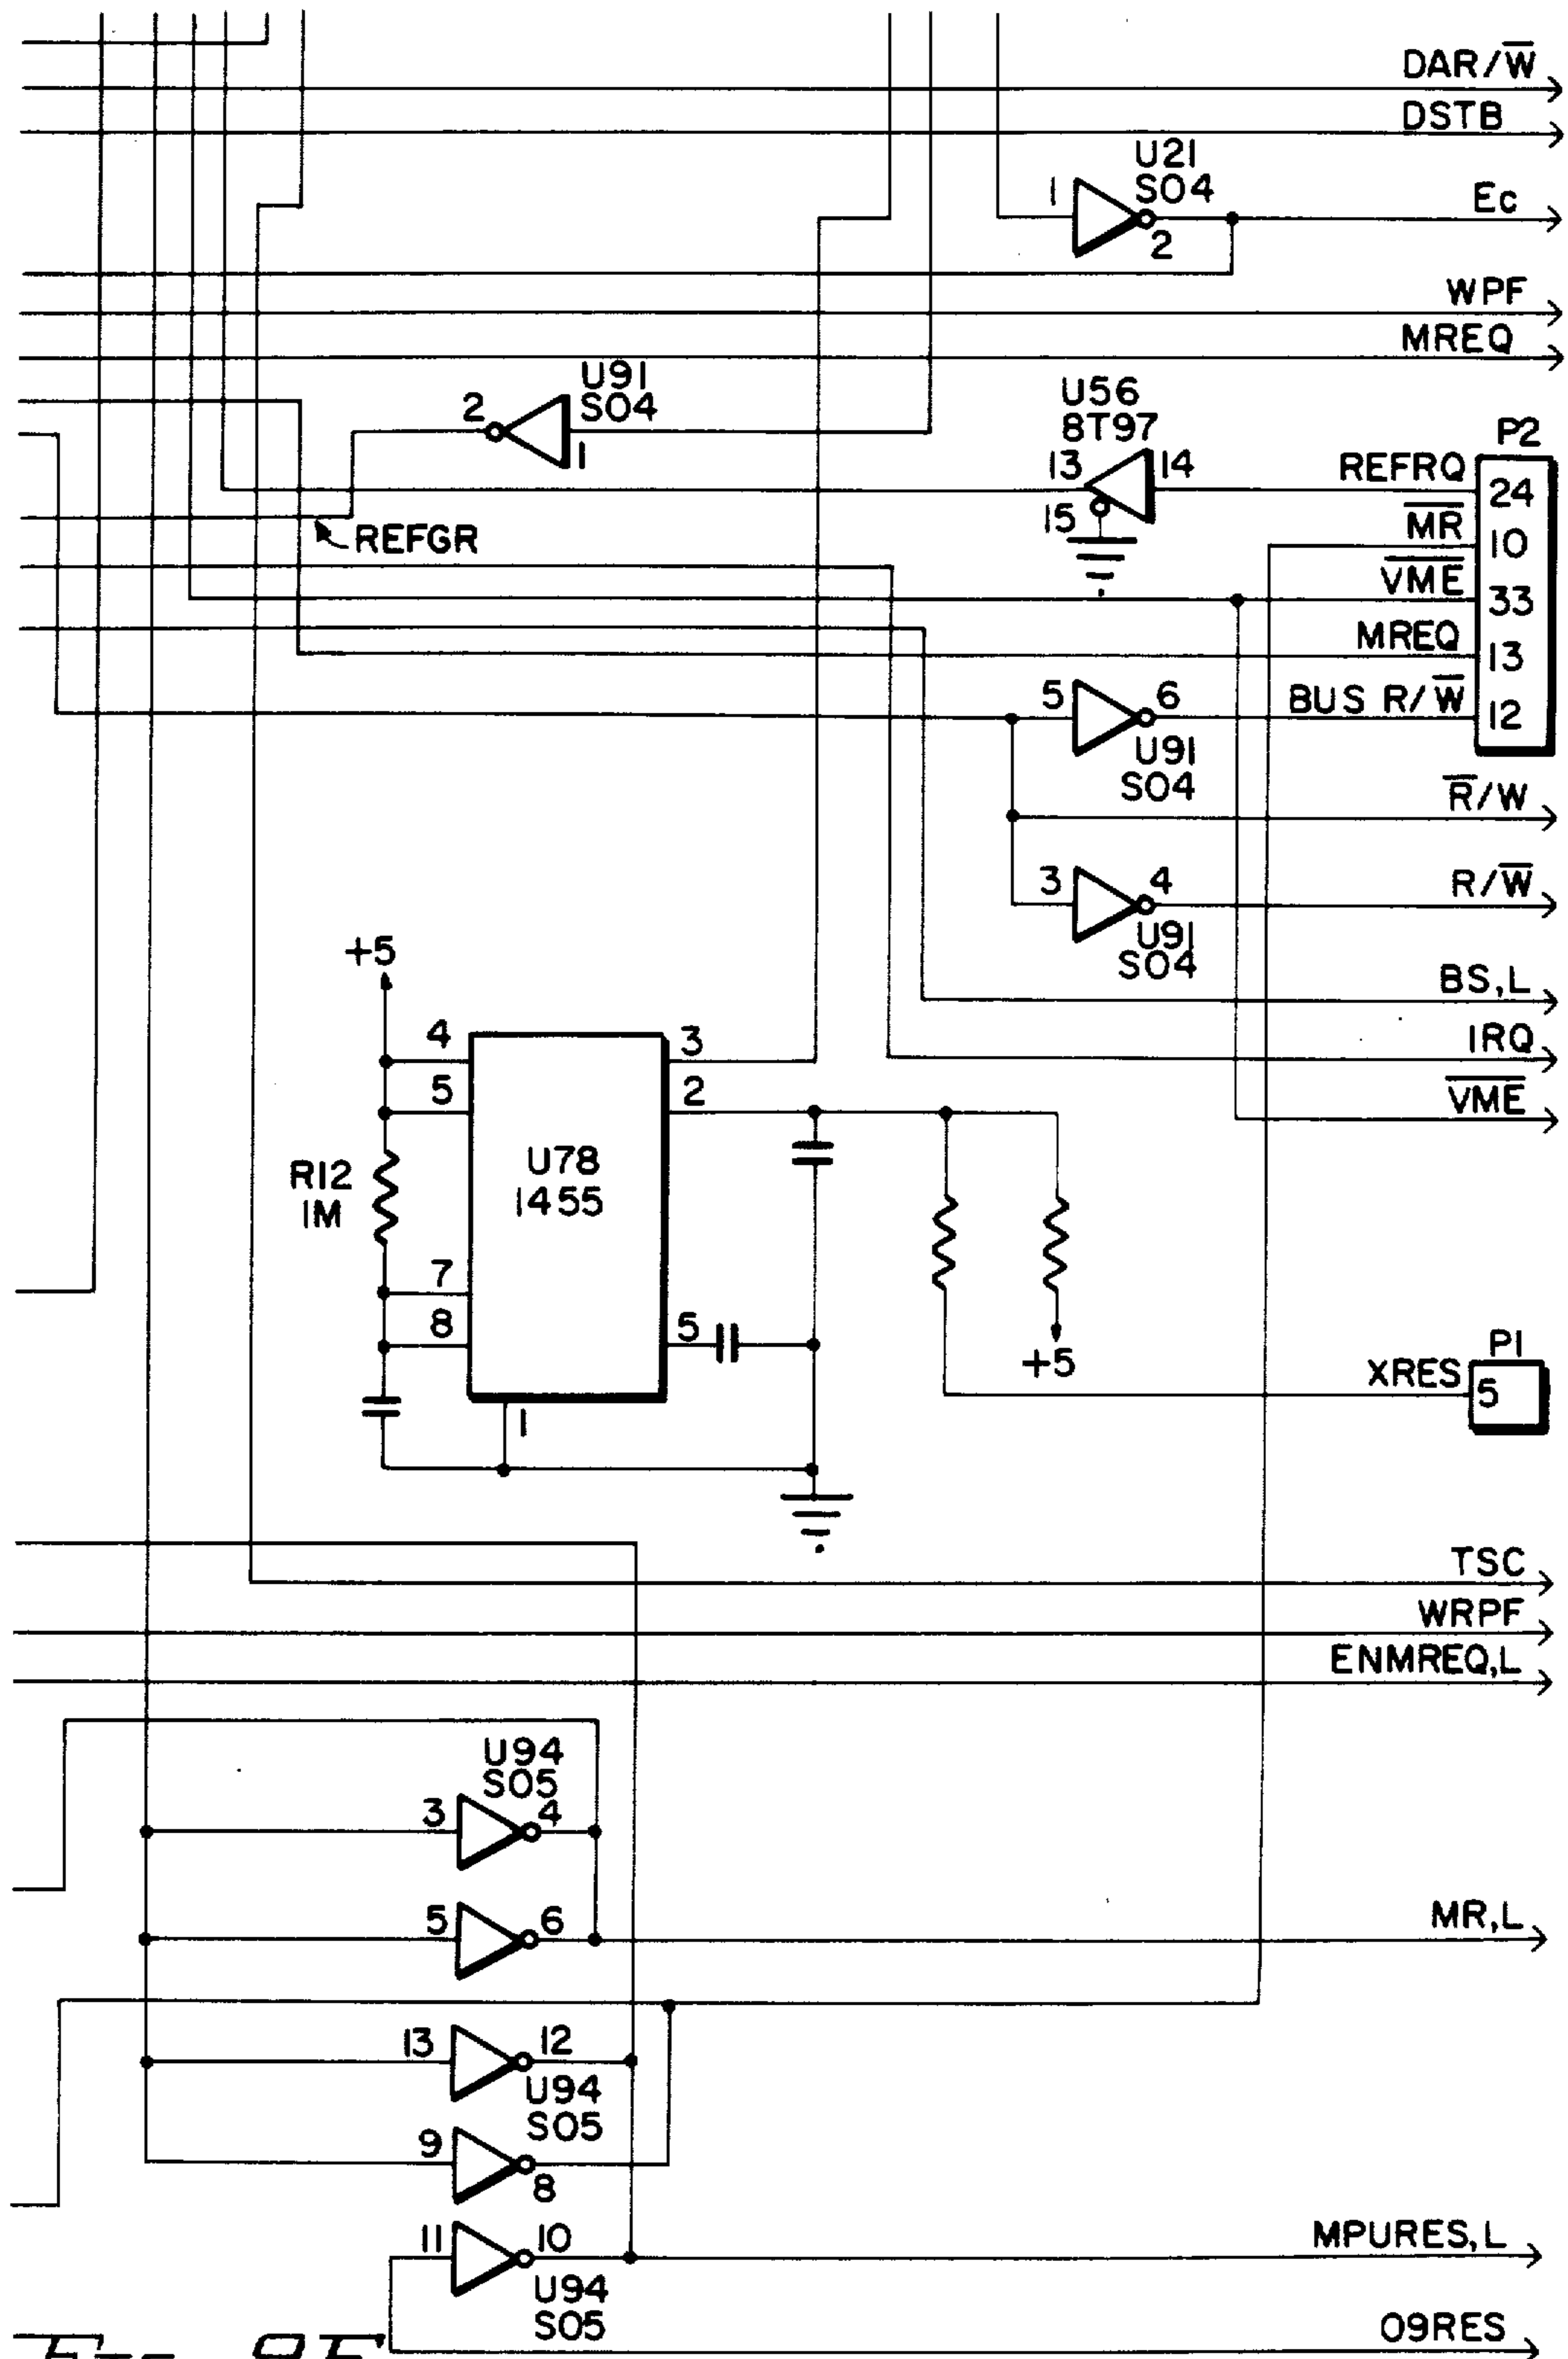 DAR/W̅
DSTB
U21
S04
1
2
Ec
WPF
MREQ
U91
S04
2
1
U56
8T97
13
14
15
P2
REFRQ
24
REFGR
M̅R̅
10
V̅M̅E̅
33
MREQ
13
5
6
BUS R/W̅
12
U91
S04
R̅/W
3
4
R/W̅
U91
S04
+5
BS,L
4
3
IRQ
5
2
V̅M̅E̅
R12
1M
U78
1455
7
8
5
+5
P1
XRES
5
1
TSC
WRPF
ENMREQ,L
U94
S05
3
4
5
6
MR,L
13
12
U94
S05
9
8
11
10
MPURES,L
U94
S05
09RES